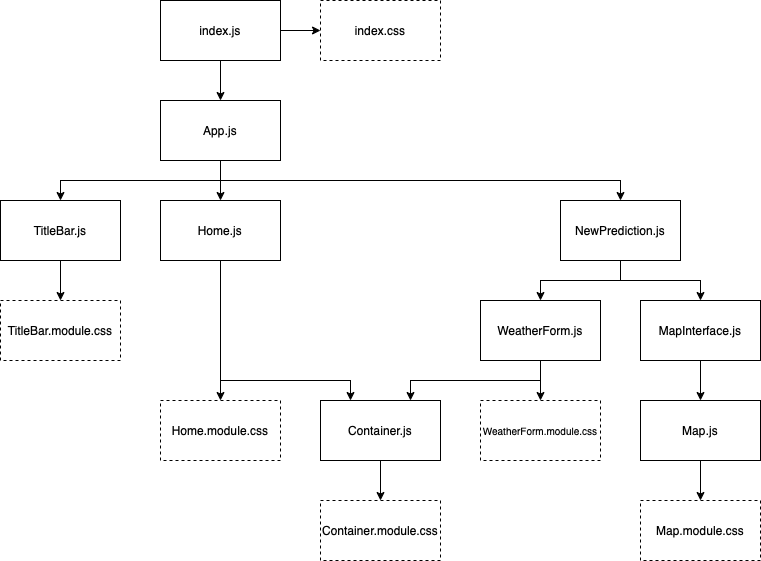 index.js
index.css
App.js
TitleBar.js
Home.js
NewPrediction.js
TitleBar.module.css
WeatherForm.js
MapInterface.js
Home.module.css
Container.js
WeatherForm.module.css
Map.js
Container.module.css
Map.module.css